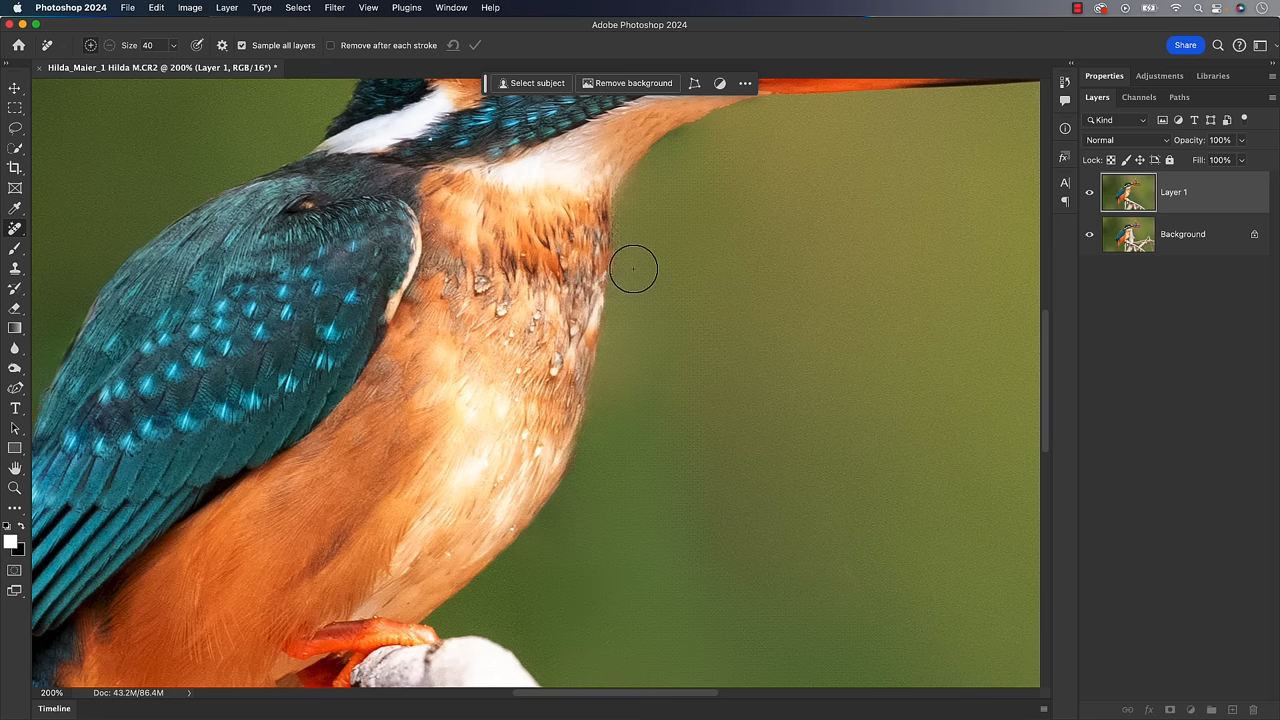 Photoshop 2024 File Edit Image Layer Type Select Filter View Plugins Window Help
Adobe Photoshop 2024
Size 40 Sample all layers Remove after each stroke Share
Hilda_Maier_1 Hilda M.CR2 @ 200% (Layer 1, RGB/16*) *
Select subject Remove background
Properties Adjustments Libraries
Layers Channels Paths
Kind
Normal Opacity: 100%
Lock: Fill: 100%
Layer 1
Background
200% Doc: 43.2M/86.4M
Timeline